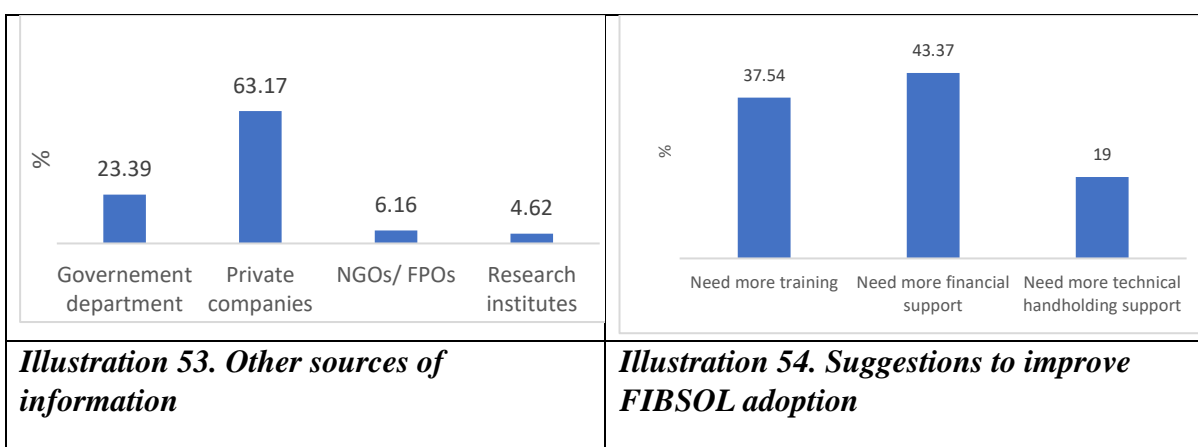 63.17
23.39
6.16
4.62
%
Governement Private NGOs/ FPOs Research
department companies institutes
Illustration 53. Other sources of
information
43.37
37.54
19
%
Need more training Need more financial Need more technical
support handholding support
Illustration 54. Suggestions to improve
FIBSOL adoption